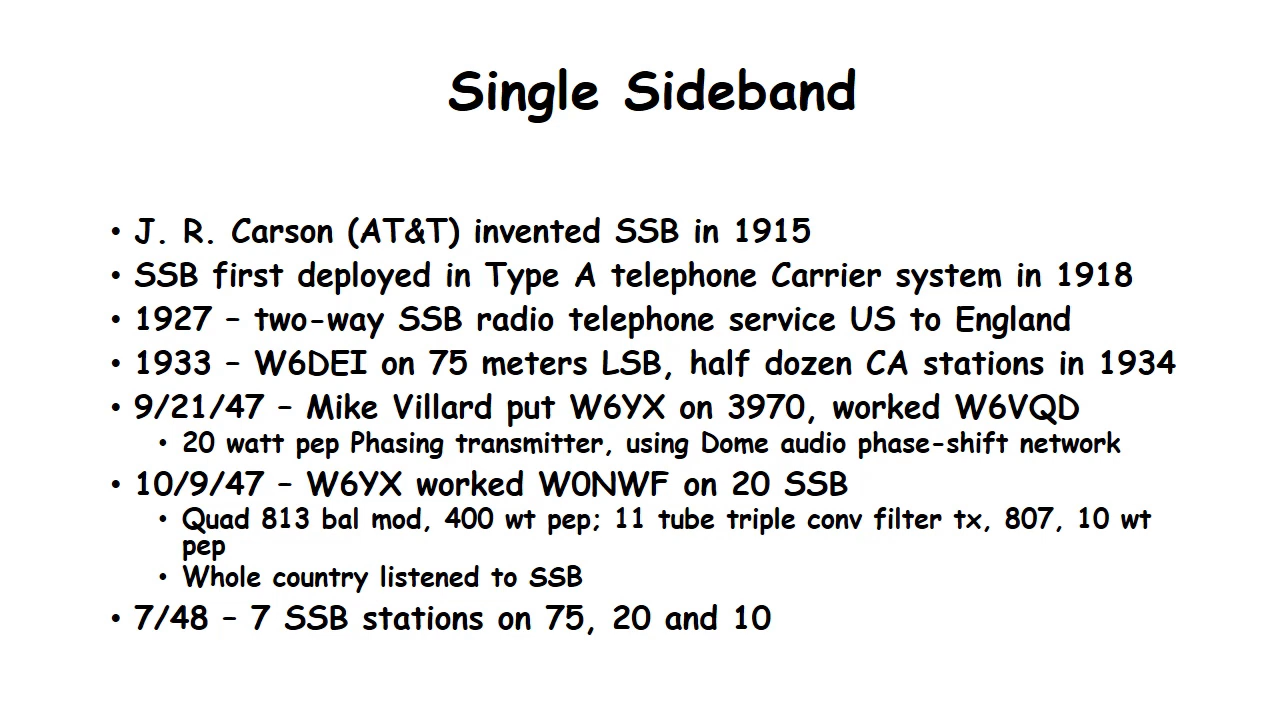 Single Sideband
• J. R. Carson (AT&T) invented SSB in 1915
• SSB first deployed in Type A telephone Carrier system in 1918
• 1927 – two-way SSB radio telephone service US to England
• 1933 – W6DEI on 75 meters LSB, half dozen CA stations in 1934
• 9/21/47 – Mike Villard put W6YX on 3970, worked W6VQD
• 20 watt pep Phasing transmitter, using Dome audio phase-shift network
• 10/9/47 – W6YX worked W0NWF on 20 SSB
• Quad 813 bal mod, 400 wt pep; 11 tube triple conv filter tx, 807, 10 wt
pep
• Whole country listened to SSB
• 7/48 – 7 SSB stations on 75, 20 and 10